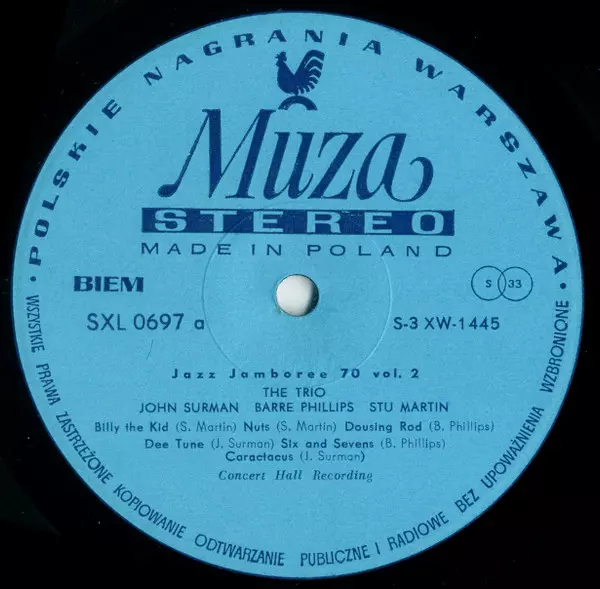 · POLSKIE NAGRANIA WARSZAWA ·
Muza
STEREO
MADE IN POLAND
BIEM
S 33
SXL 0697 a
S-3 XW-1445
Jazz Jamboree 70 vol. 2
THE TRIO
JOHN SURMAN BARRE PHILLIPS STU MARTIN
Billy the Kid (S. Martin) Nuts (S. Martin) Dousing Rod (B. Phillips)
Dee Tune (J. Surman) Six and Sevens (B. Phillips)
Caractacus (J. Surman)
Concert Hall Recording
WSZYSTKIE PRAWA ZASTRZEŻONE KOPIOWANIE ODTWARZANIE PUBLICZNE I RADIOWE BEZ UPOWAŻNIENIA WZBRONIONE